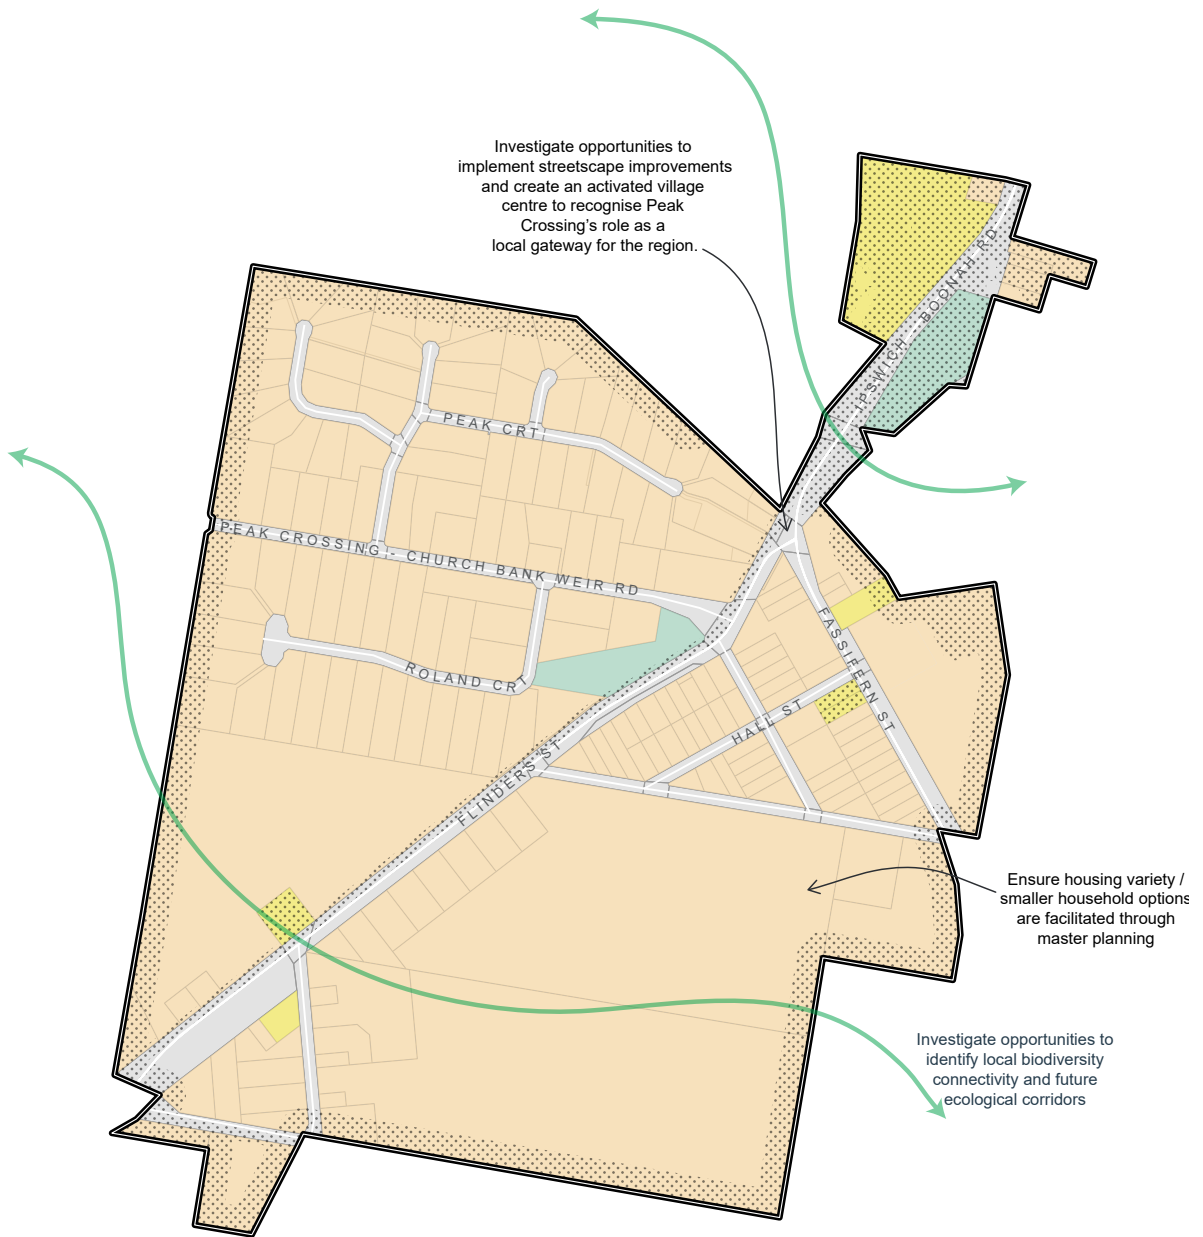 Investigate opportunities to
implement streetscape improvements
and create an activated village
centre to recognise Peak
Crossing's role as a
local gateway for the region.
IPSWICH - BOONAH RD
PEAK CRT
PEAK CROSSING - CHURCH BANK WEIR RD
ROLAND CRT
FASSIFERN ST
HALL ST
FLINDERS ST
Ensure housing variety /
smaller household options
are facilitated through
master planning
Investigate opportunities to
identify local biodiversity
connectivity and future
ecological corridors